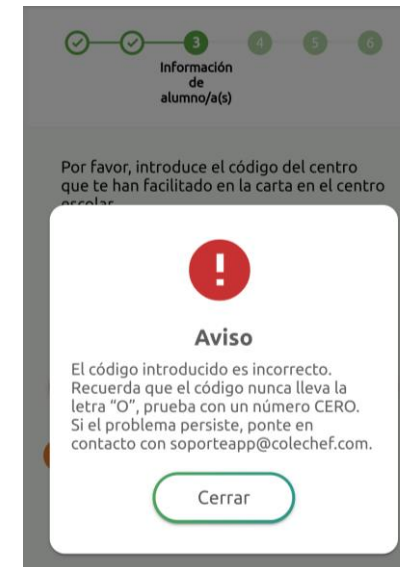 3
4
5
6
Información
de
alumno/a(s)
Por favor, introduce el código del centro
que te han facilitado en la carta en el centro
escolar
!
Aviso
El código introducido es incorrecto.
Recuerda que el código nunca lleva la
letra “O”, prueba con un número CERO.
Si el problema persiste, ponte en
contacto con soporteapp@colechef.com.
Cerrar